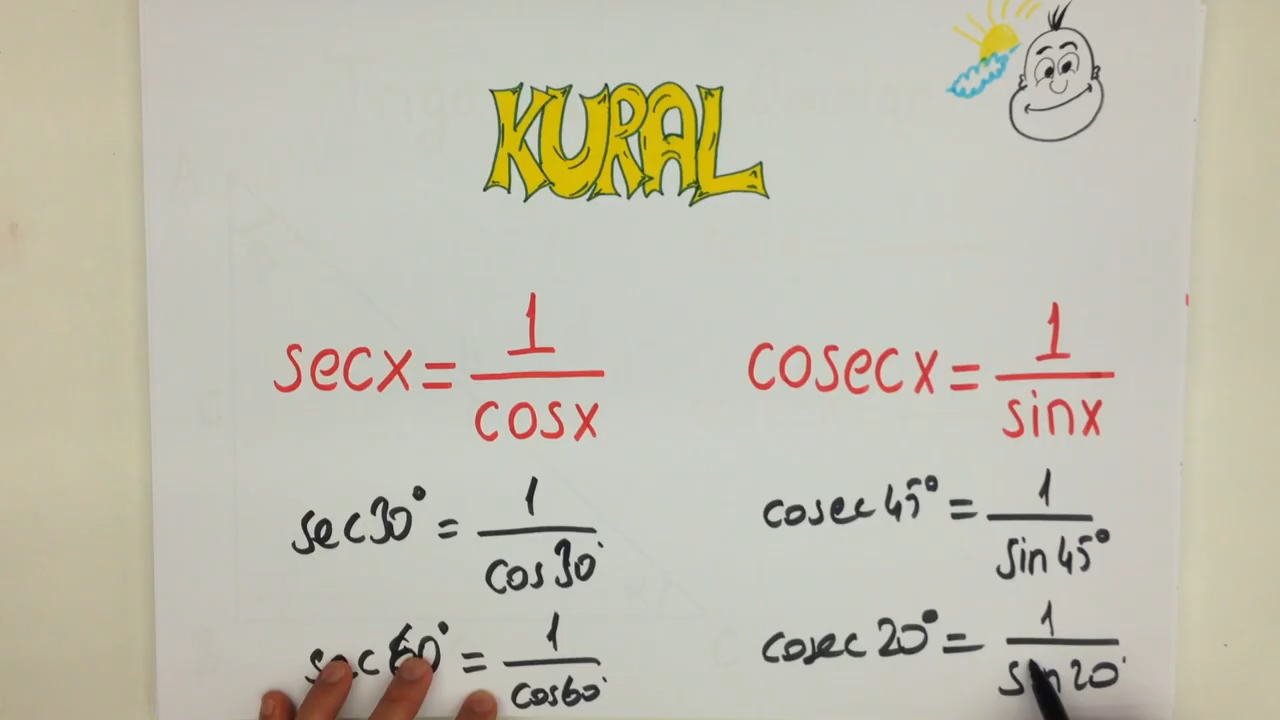 KURAL
secx = 1/cosx
cosecx = 1/sinx
sec30° = 1/cos30°
cosec45° = 1/sin45°
sec60° = 1/cos60°
cosec20° = 1/sin20°